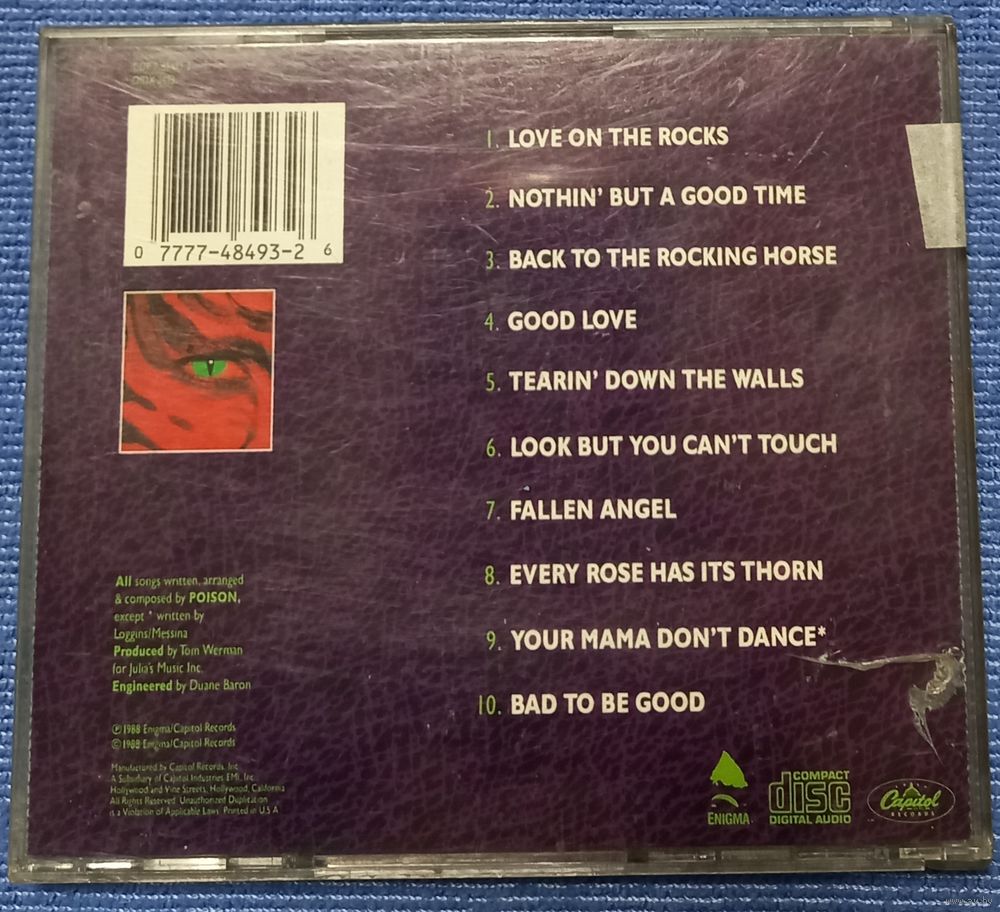 0 7777-48493-2 6
1. LOVE ON THE ROCKS
2. NOTHIN' BUT A GOOD TIME
3. BACK TO THE ROCKING HORSE
4. GOOD LOVE
5. TEARIN' DOWN THE WALLS
6. LOOK BUT YOU CAN'T TOUCH
7. FALLEN ANGEL
8. EVERY ROSE HAS ITS THORN
9. YOUR MAMA DON'T DANCE*
10. BAD TO BE GOOD
All songs written, arranged
& composed by POISON,
except * written by
Loggins/Messina
Produced by Tom Werman
for Julia's Music Inc.
Engineered by Duane Baron
℗1988 Enigma/Capitol Records
©1988 Enigma/Capitol Records
Manufactured by Capitol Records, Inc.
A Subsidiary of Capitol Industries EMI, Inc.
Hollywood and Vine Streets, Hollywood, California
All Rights Reserved. Unauthorized Duplication
is a Violation of Applicable Laws. Printed in U.S.A.
ENIGMA
COMPACT
disc
DIGITAL AUDIO
Capitol
RECORDS